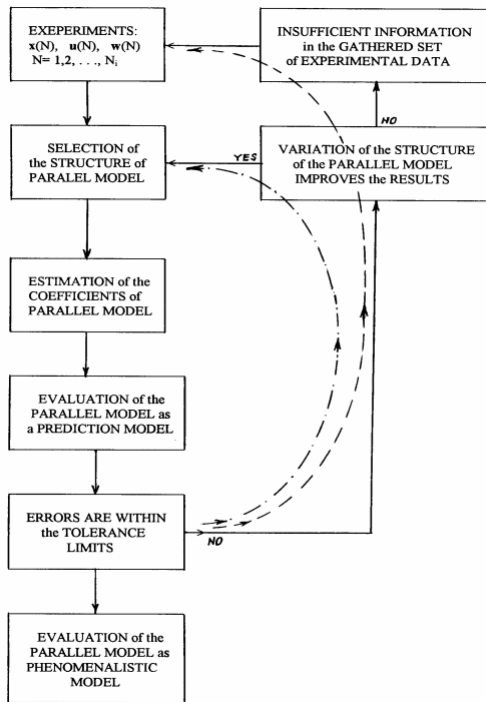 EXEPERIMENTS:
x(N), u(N), w(N)
N= 1,2, . . ., Ni
INSUFFICIENT INFORMATION
in the GATHERED SET
of EXPERIMENTAL DATA
NO
SELECTION of
the STRUCTURE of
PARALEL MODEL
YES
VARIATION of the STRUCTURE
of the PARALLEL MODEL
IMPROVES the RESULTS
ESTIMATION of the
COEFFICIENTS of
PARALLEL MODEL
EVALUATION of the
PARALLEL MODEL as
a PREDICTION MODEL
ERRORS ARE WITHIN
the TOLERANCE
LIMITS
NO
EVALUATION of the
PARALLEL MODEL as
PHENOMENALISTIC
MODEL